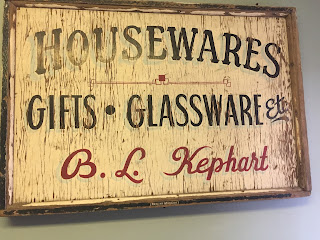 HOUSEWARES
GIFTS • GLASSWARE Etc.
B. L. Kephart